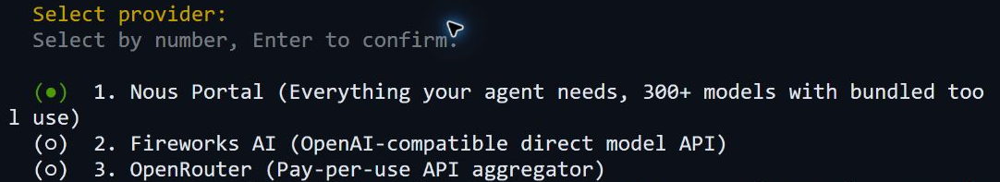 Select provider:
Select by number, Enter to confirm.
(●) 1. Nous Portal (Everything your agent needs, 300+ models with bundled too
l use)
(○) 2. Fireworks AI (OpenAI-compatible direct model API)
(○) 3. OpenRouter (Pay-per-use API aggregator)